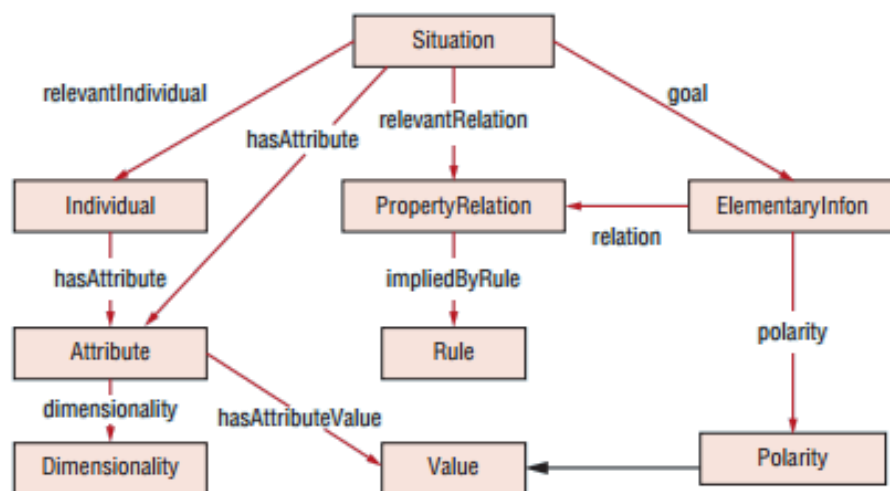 Situation
relevantIndividual
goal
hasAttribute
relevantRelation
Individual
PropertyRelation
ElementaryInfon
relation
hasAttribute
impliedByRule
polarity
Attribute
Rule
dimensionality
hasAttributeValue
Dimensionality
Value
Polarity